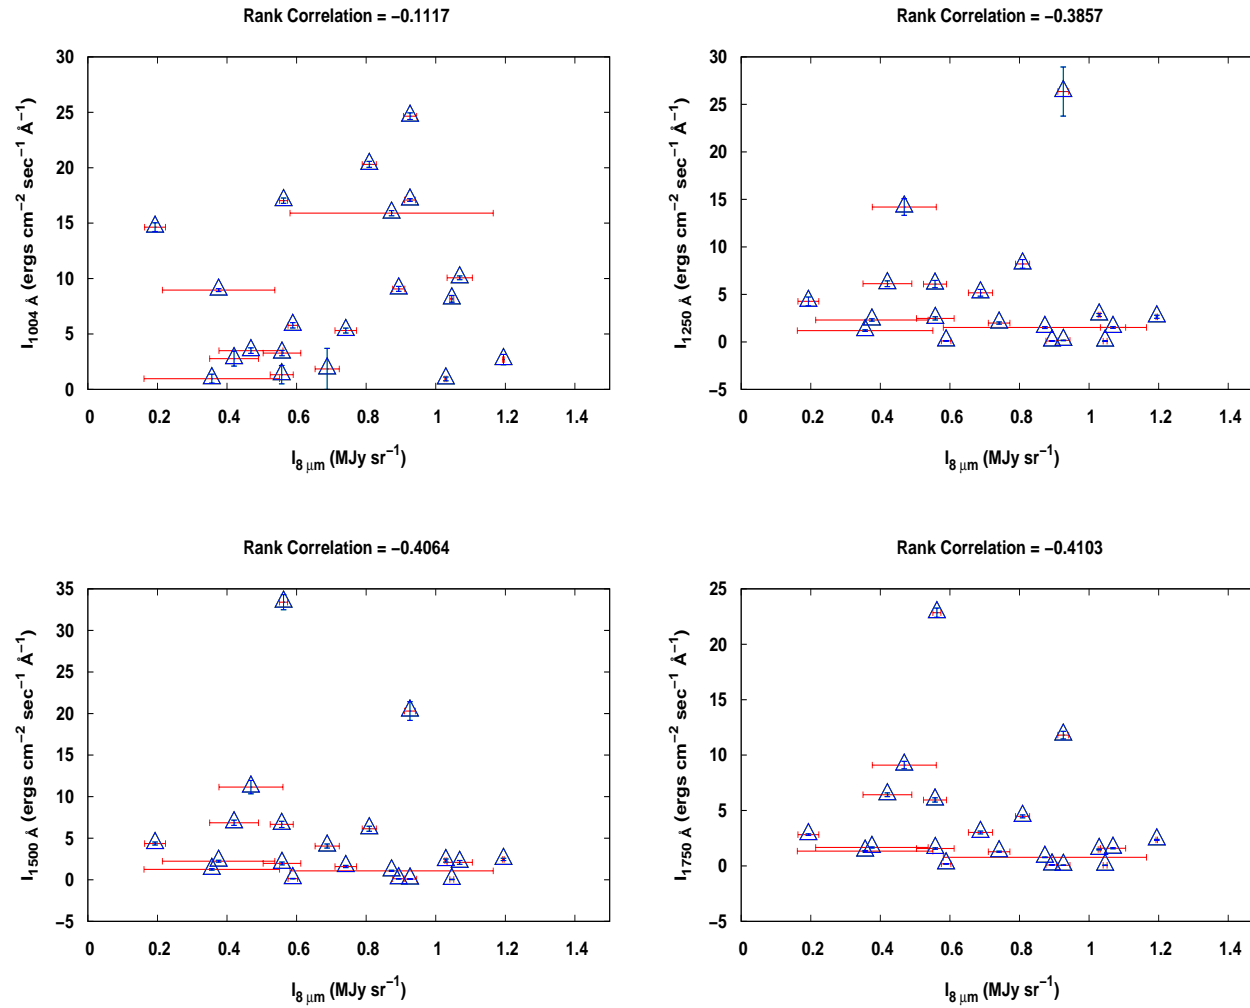 Rank Correlation = −0.1117
30
25
20
15
10
5
0
0 0.2 0.4 0.6 0.8 1 1.2 1.4
I1004 Å (ergs cm−2 sec−1 Å−1)
I8 μm (MJy sr−1)
Rank Correlation = −0.3857
30
25
20
15
10
5
0
−5
0 0.2 0.4 0.6 0.8 1 1.2 1.4
I1250 Å (ergs cm−2 sec−1 Å−1)
I8 μm (MJy sr−1)
Rank Correlation = −0.4064
35
30
25
20
15
10
5
0
−5
0 0.2 0.4 0.6 0.8 1 1.2 1.4
I1500 Å (ergs cm−2 sec−1 Å−1)
I8 μm (MJy sr−1)
Rank Correlation = −0.4103
25
20
15
10
5
0
−5
0 0.2 0.4 0.6 0.8 1 1.2 1.4
I1750 Å (ergs cm−2 sec−1 Å−1)
I8 μm (MJy sr−1)